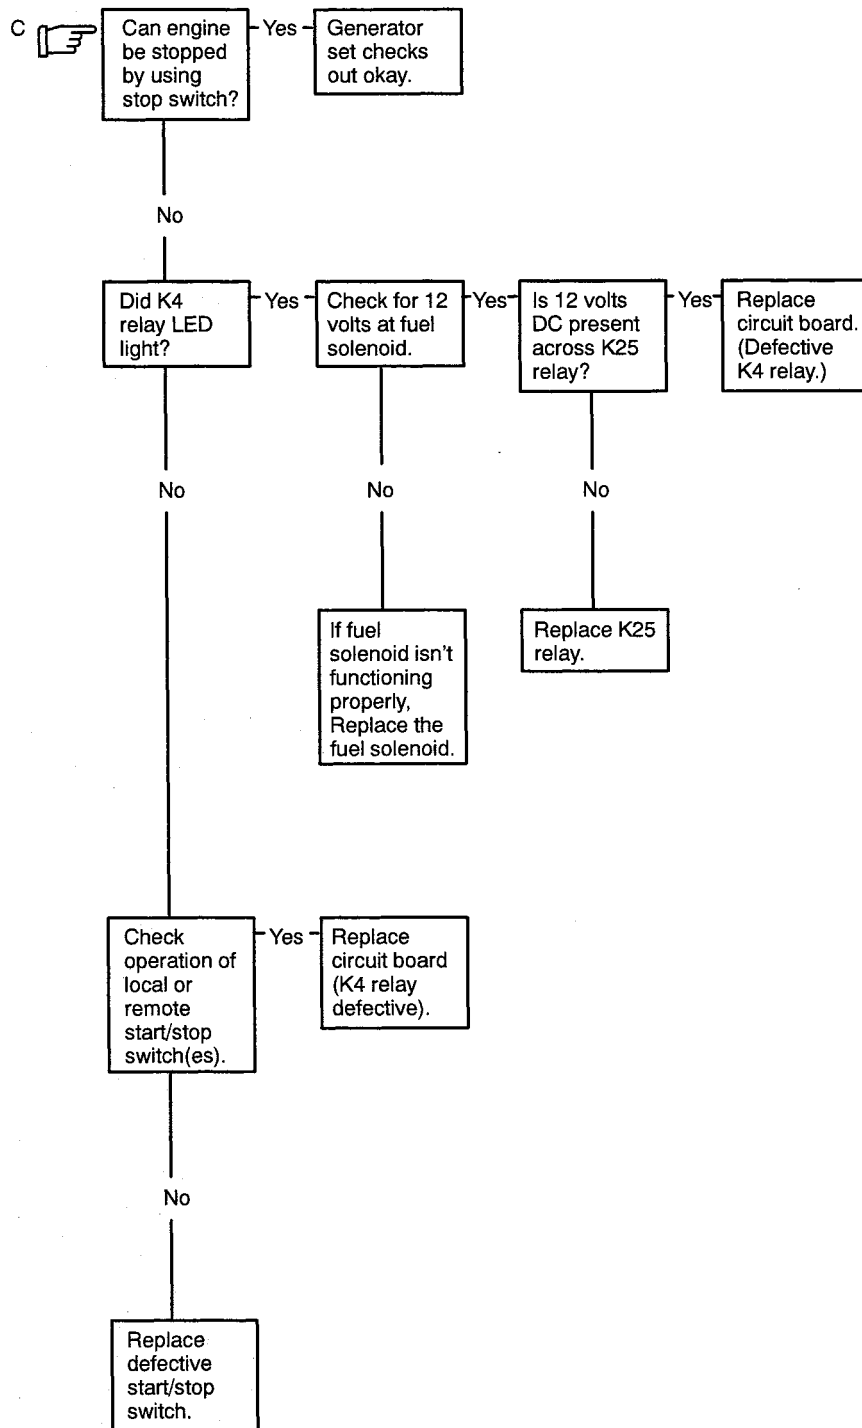 C
Can engine
be stopped
by using
stop switch?
Yes
Generator
set checks
out okay.
No
Did K4
relay LED
light?
Yes
Check for 12
volts at fuel
solenoid.
Yes
Is 12 volts
DC present
across K25
relay?
Yes
Replace
circuit board.
(Defective
K4 relay.)
No
No
No
If fuel
solenoid isn't
functioning
properly,
Replace the
fuel solenoid.
Replace K25
relay.
Check
operation of
local or
remote
start/stop
switch(es).
Yes
Replace
circuit board
(K4 relay
defective).
No
Replace
defective
start/stop
switch.